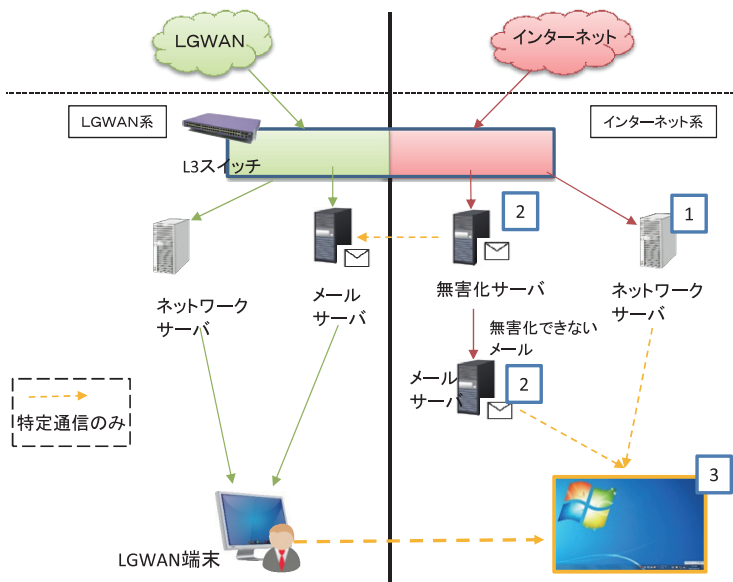 LGWAN
インターネット
LGWAN系
インターネット系
L3スイッチ
2
1
ネットワーク
サーバ
メール
サーバ
無害化サーバ
ネットワーク
サーバ
無害化できない
メール
メール
サーバ
2
特定通信のみ
3
LGWAN端末